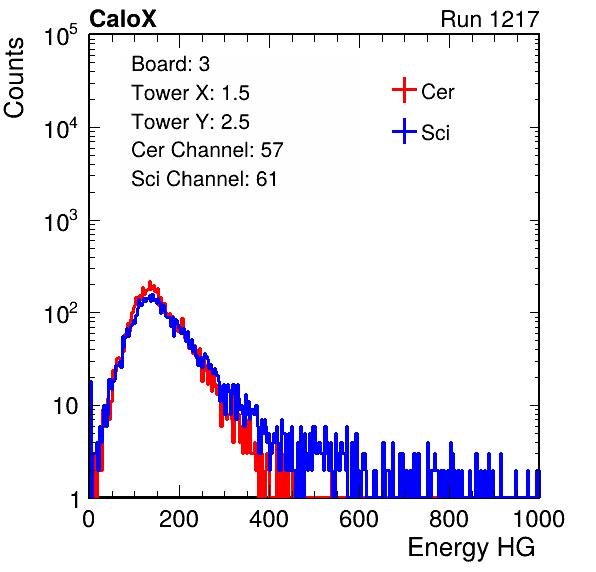 CaloX Run 1217
Counts
Board: 3
Tower X: 1.5
Tower Y: 2.5
Cer Channel: 57
Sci Channel: 61
Cer
Sci
10^5
10^4
10^3
10^2
10
1
0 200 400 600 800 1000
Energy HG